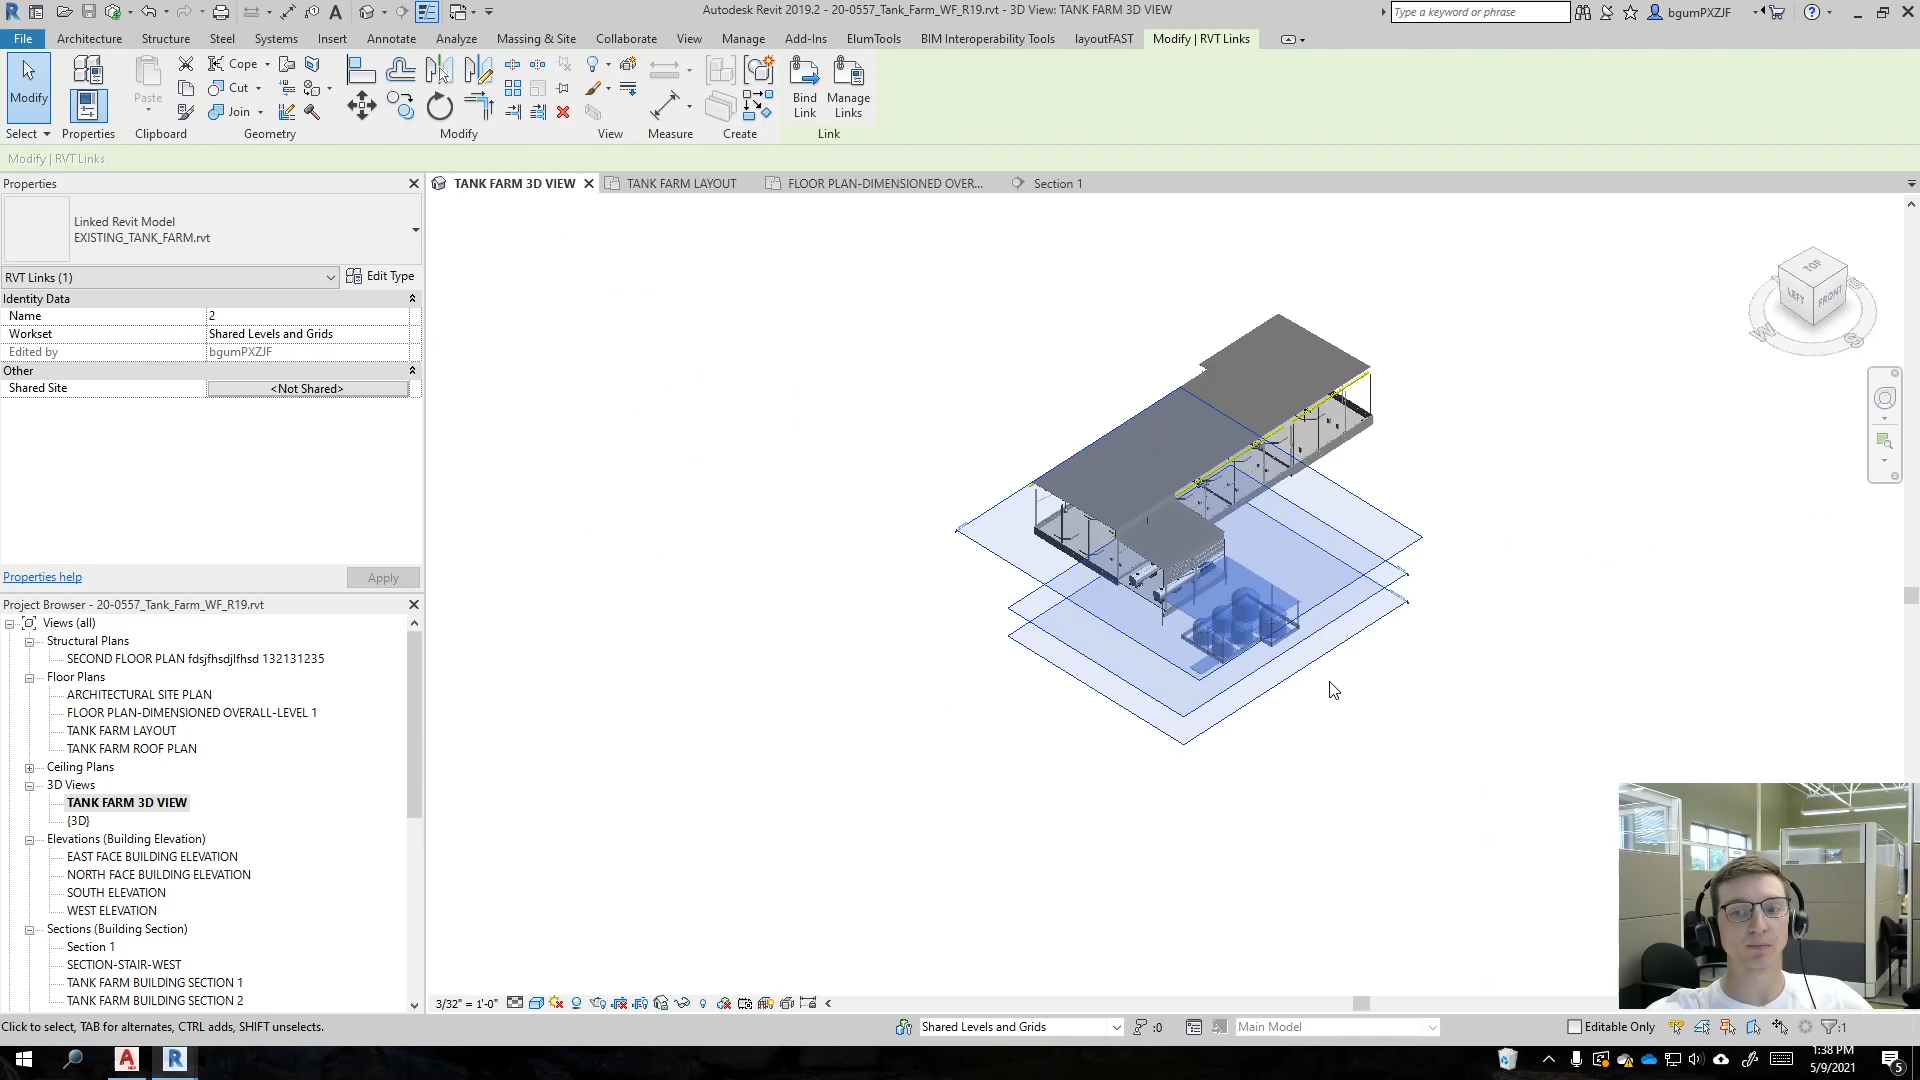 Autodesk Revit 2019.2 - 20-0557_Tank_Farm_WF_R19.rvt - 3D View: TANK FARM 3D VIEW
Type a keyword or phrase
bgumPXZJF
File Architecture Structure Steel Systems Insert Annotate Analyze Massing & Site Collaborate View Manage Add-Ins ElumTools BIM Interoperability Tools layoutFAST Modify | RVT Links
Modify
Paste
Cope
Cut
Join
Bind Link
Manage Links
Select Properties Clipboard Geometry Modify View Measure Create Link
Modify | RVT Links
Properties
TANK FARM 3D VIEW
TANK FARM LAYOUT
FLOOR PLAN-DIMENSIONED OVER...
Section 1
Linked Revit Model
EXISTING_TANK_FARM.rvt
RVT Links (1)
Edit Type
Identity Data
Name 2
Workset Shared Levels and Grids
Edited by bgumPXZJF
Other
Shared Site <Not Shared>
Properties help
Apply
TOP
LEFT
FRONT
W
S
Project Browser - 20-0557_Tank_Farm_WF_R19.rvt
Views (all)
Structural Plans
SECOND FLOOR PLAN fdsjfhsdjlfhsd 132131235
Floor Plans
ARCHITECTURAL SITE PLAN
FLOOR PLAN-DIMENSIONED OVERALL-LEVEL 1
TANK FARM LAYOUT
TANK FARM ROOF PLAN
Ceiling Plans
3D Views
TANK FARM 3D VIEW
{3D}
Elevations (Building Elevation)
EAST FACE BUILDING ELEVATION
NORTH FACE BUILDING ELEVATION
SOUTH ELEVATION
WEST ELEVATION
Sections (Building Section)
Section 1
SECTION-STAIR-WEST
TANK FARM BUILDING SECTION 1
TANK FARM BUILDING SECTION 2
3/32" = 1'-0"
Click to select, TAB for alternates, CTRL adds, SHIFT unselects.
Shared Levels and Grids
:0
Main Model
Editable Only
:1
1:38 PM
5/9/2021
5